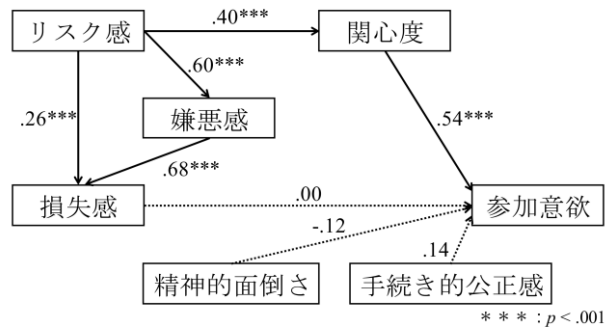 リスク感
.40***
関心度
.60***
.26***
嫌悪感
.54***
.68***
損失感
.00
参加意欲
-.12
.14
精神的面倒さ
手続き的公正感
＊＊＊：p < .001